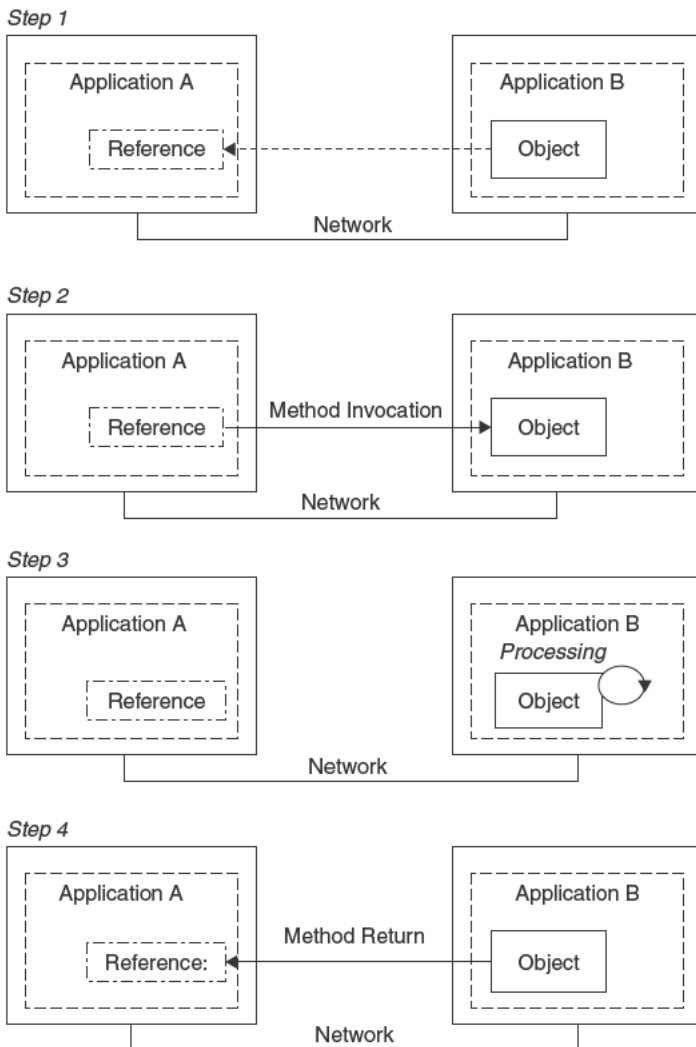 Step 1
Application A
Application B
Reference
Object
Network
Step 2
Application A
Application B
Method Invocation
Reference
Object
Network
Step 3
Application A
Application B
Processing
Reference
Object
Network
Step 4
Application A
Application B
Method Return
Reference:
Object
Network